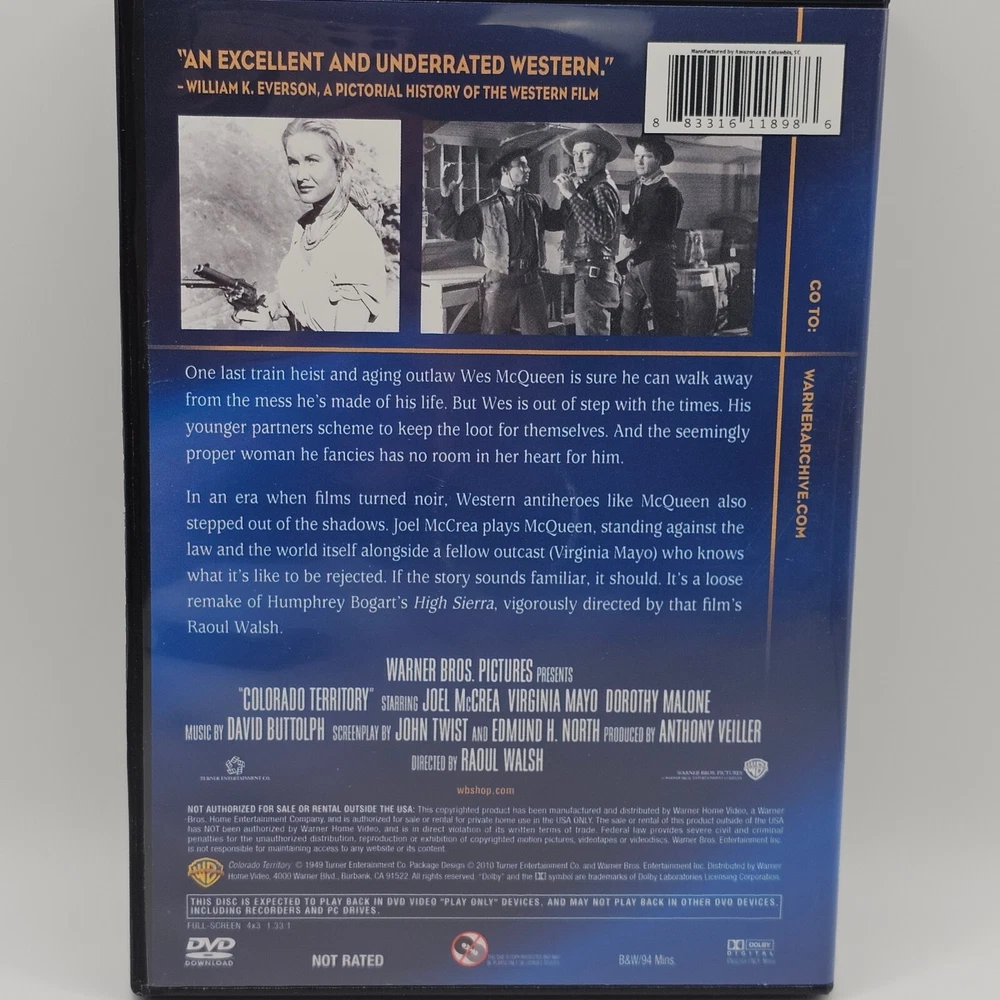 Manufactured by Amazon.com Columbia, SC
8 83316 11898 6
"AN EXCELLENT AND UNDERRATED WESTERN."
– WILLIAM K. EVERSON, A PICTORIAL HISTORY OF THE WESTERN FILM
GO TO: WARNERARCHIVE.COM
One last train heist and aging outlaw Wes McQueen is sure he can walk away
from the mess he's made of his life. But Wes is out of step with the times. His
younger partners scheme to keep the loot for themselves. And the seemingly
proper woman he fancies has no room in her heart for him.
In an era when films turned noir, Western antiheroes like McQueen also
stepped out of the shadows. Joel McCrea plays McQueen, standing against the
law and the world itself alongside a fellow outcast (Virginia Mayo) who knows
what it's like to be rejected. If the story sounds familiar, it should. It's a loose
remake of Humphrey Bogart's High Sierra, vigorously directed by that film's
Raoul Walsh.
WARNER BROS. PICTURES PRESENTS
"COLORADO TERRITORY" STARRING JOEL McCREA VIRGINIA MAYO DOROTHY MALONE
MUSIC BY DAVID BUTTOLPH SCREENPLAY BY JOHN TWIST AND EDMUND H. NORTH PRODUCED BY ANTHONY VEILLER
DIRECTED BY RAOUL WALSH
TURNER ENTERTAINMENT CO.
WARNER BROS. PICTURES
wbshop.com
NOT AUTHORIZED FOR SALE OR RENTAL OUTSIDE THE USA: This copyrighted product has been manufactured and distributed by Warner Home Video, a Warner
Bros. Home Entertainment Company, and is authorized for sale or rental for private home use in the USA ONLY. The sale or rental of this product outside of the USA
has NOT been authorized by Warner Home Video, and is in direct violation of its written terms of trade. Federal law provides severe civil and criminal
penalties for the unauthorized distribution, reproduction or exhibition of copyrighted motion pictures, videotapes or videodiscs. Warner Bros. Entertainment Inc.
is not responsible for maintaining access to any website or its content.
Colorado Territory © 1949 Turner Entertainment Co. Package Design © 2010 Turner Entertainment Co. and Warner Bros. Entertainment Inc. Distributed by Warner
Home Video, 4000 Warner Blvd., Burbank, CA 91522. All rights reserved. "Dolby" and the symbol are trademarks of Dolby Laboratories Licensing Corporation.
THIS DISC IS EXPECTED TO PLAY BACK IN DVD VIDEO "PLAY ONLY" DEVICES, AND MAY NOT PLAY BACK IN OTHER DVD DEVICES,
INCLUDING RECORDERS AND PC DRIVES.
FULL-SCREEN 4x3 1.33:1
DVD
DOWNLOAD
NOT RATED
B&W/94 Mins.
DOLBY
DIGITAL